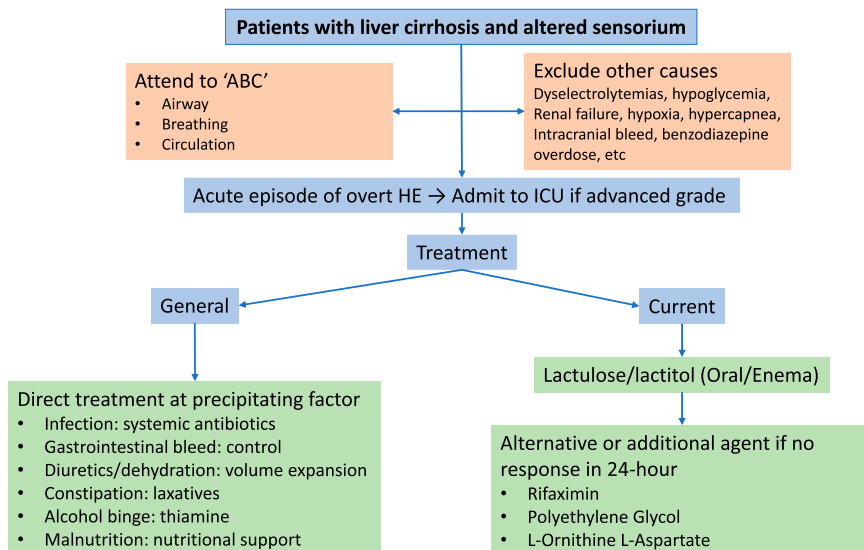 Patients with liver cirrhosis and altered sensorium
Attend to ‘ABC’
• Airway
• Breathing
• Circulation
Exclude other causes
Dyselectrolytemias, hypoglycemia,
Renal failure, hypoxia, hypercapnea,
Intracranial bleed, benzodiazepine
overdose, etc
Acute episode of overt HE → Admit to ICU if advanced grade
Treatment
General
Current
Direct treatment at precipitating factor
• Infection: systemic antibiotics
• Gastrointestinal bleed: control
• Diuretics/dehydration: volume expansion
• Constipation: laxatives
• Alcohol binge: thiamine
• Malnutrition: nutritional support
Lactulose/lactitol (Oral/Enema)
Alternative or additional agent if no
response in 24-hour
• Rifaximin
• Polyethylene Glycol
• L-Ornithine L-Aspartate